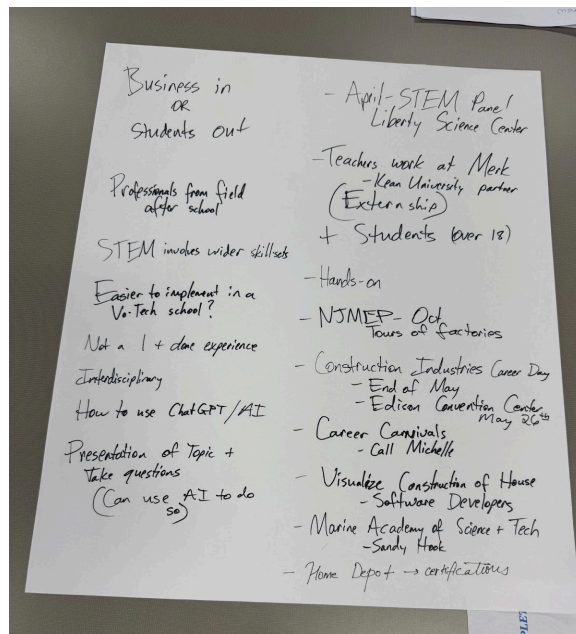 Business in
OR
Students out
Professionals from field
after school
STEM involves wider skillsets
Easier to implement in a
Vo-Tech school?
Not a 1 + done experience
Interdisciplinary
How to use ChatGPT/AI
Presentation of Topic +
take questions
(Can use AI to do
so)
- April - STEM Panel
Liberty Science Center
- Teachers work at Merk
- Kean University partner
(Externship)
+ Students (over 18)
- Hands-on
- NJMEP - Oct
Tours of factories
- Construction Industries Career Day
- End of May
- Edison Convention Center
May 26th
- Career Carnivals
- Call Michelle
- Visualize Construction of House
- Software Developers
- Marine Academy of Science + Tech
- Sandy Hook
- Home Depot → certifications